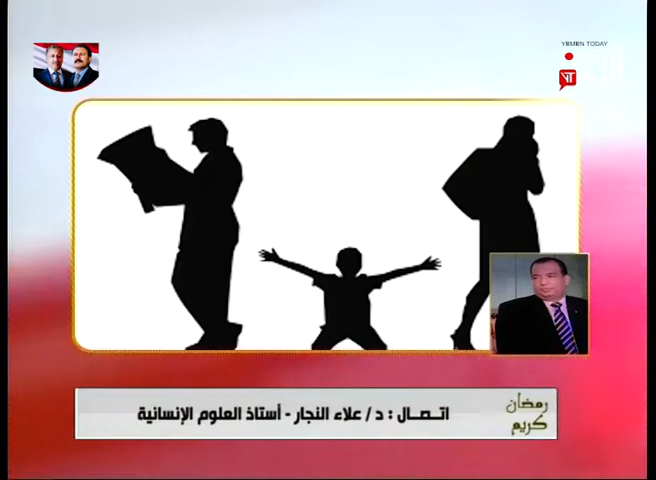 YEMEN TODAY
اتـصـال : د / علاء النجار - أستاذ العلوم الإنسانية
رمضان
كريم